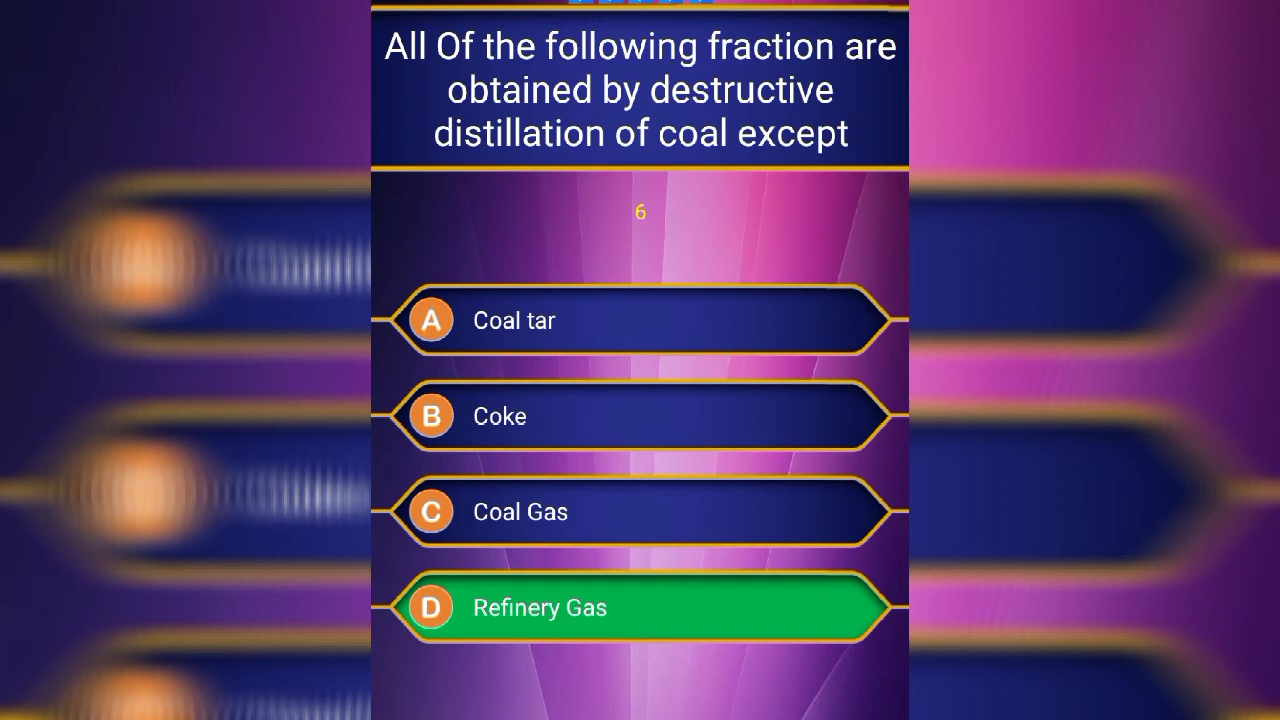 All Of the following fraction are
obtained by destructive
distillation of coal except
6
A Coal tar
B Coke
C Coal Gas
D Refinery Gas